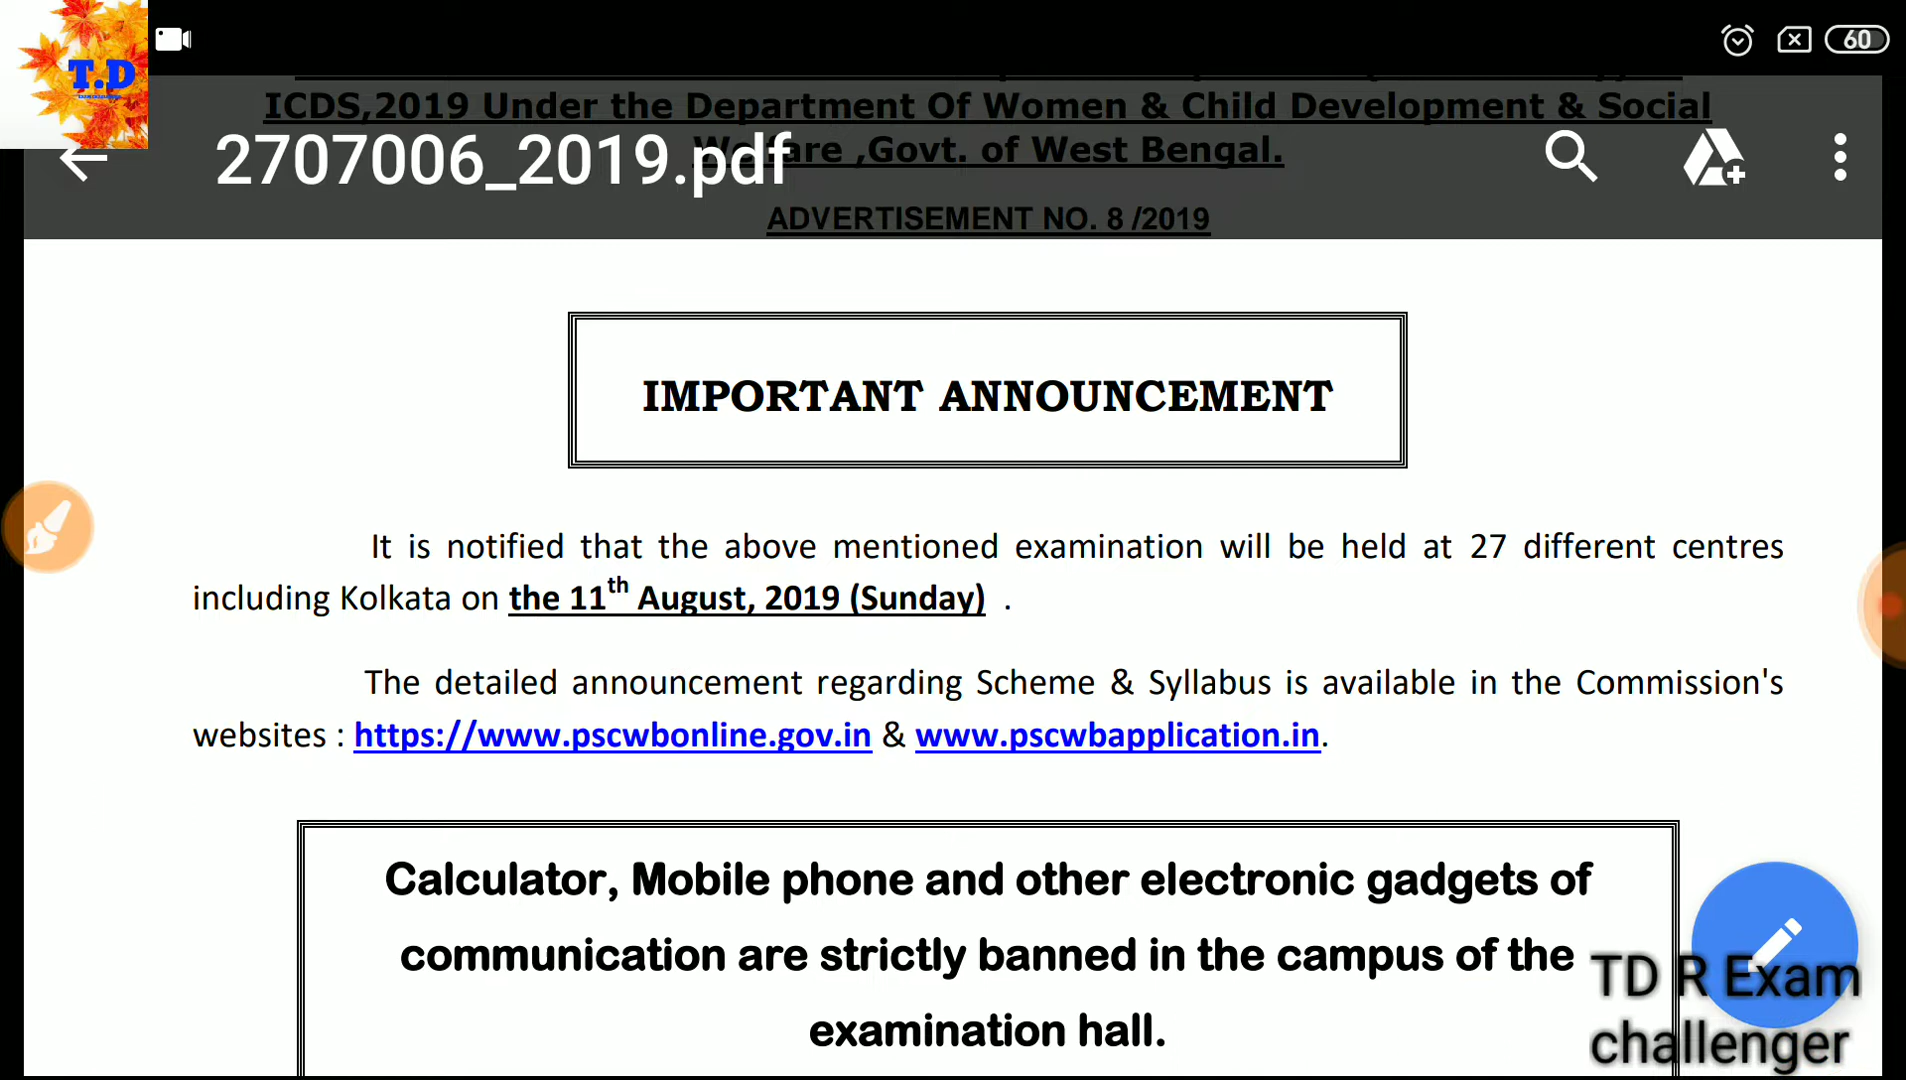 T.D
60
ICDS,2019 Under the Department Of Women & Child Development & Social
Welfare ,Govt. of West Bengal.
2707006_2019.pdf
ADVERTISEMENT NO. 8 /2019
IMPORTANT ANNOUNCEMENT
It is notified that the above mentioned examination will be held at 27 different centres
including Kolkata on the 11th August, 2019 (Sunday) .
The detailed announcement regarding Scheme & Syllabus is available in the Commission's
websites : https://www.pscwbonline.gov.in & www.pscwbapplication.in.
Calculator, Mobile phone and other electronic gadgets of
communication are strictly banned in the campus of the
examination hall.
TD R Exam
challenger